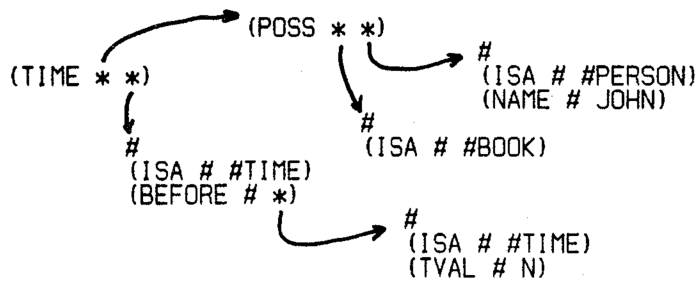 (POSS * *)
#
(ISA # #PERSON)
(NAME # JOHN)
(TIME * *)
#
(ISA # #BOOK)
#
(ISA # #TIME)
(BEFORE # *)
#
(ISA # #TIME)
(TVAL # N)